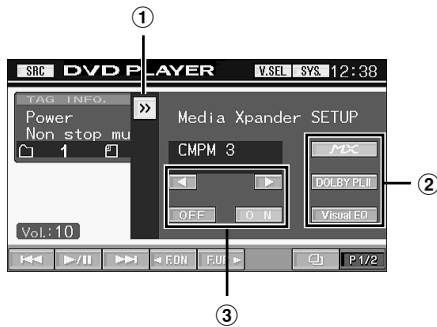 ①
SRC DVD PLAYER V.SEL SYS. 12:38
TAG INFO.
Power
Non stop mu
1
»
Media Xpander SETUP
CMPM 3
MX
DOLBY PLII
Visual EQ
OFF ON
②
Vol.:10
F.DN F.UP P 1/2
③